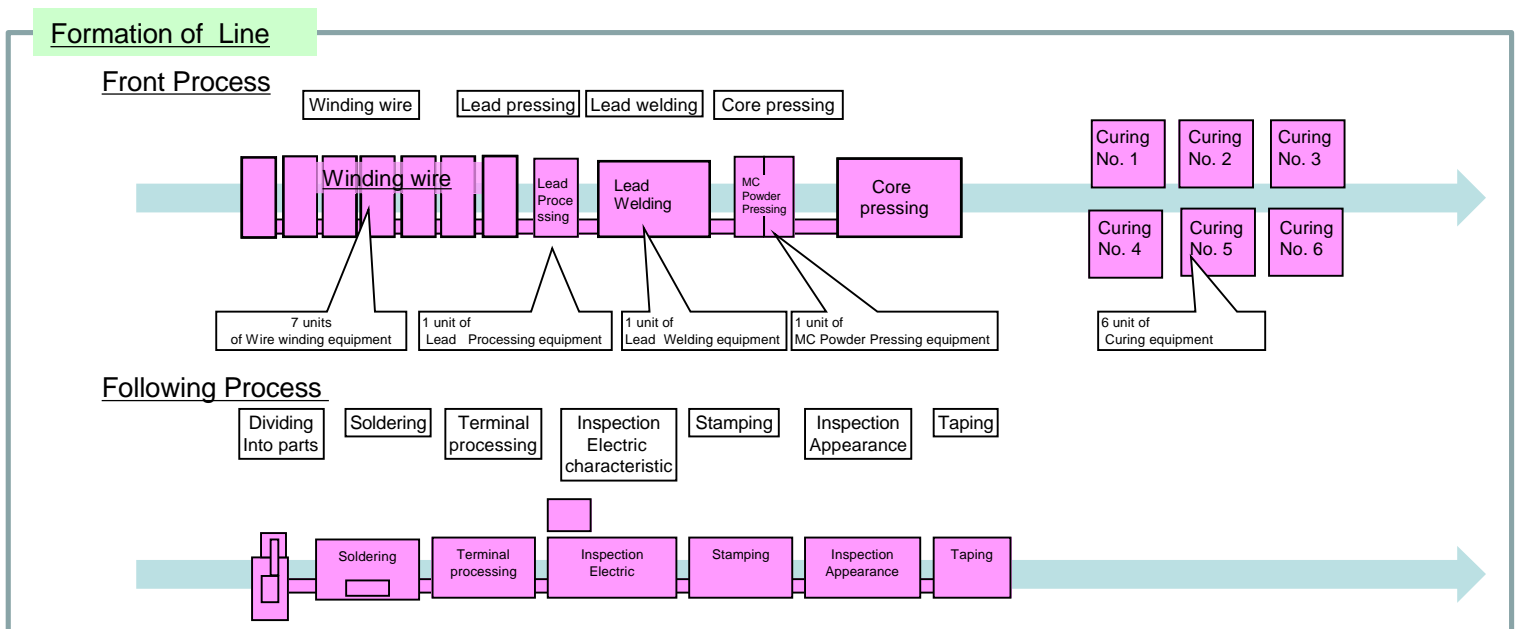 Formation of Line
Front Process
Winding wire
Lead pressing
Lead welding
Core pressing
Winding wire
Lead
Proce
ssing
Lead
Welding
MC
Powder
Pressing
Core
pressing
Curing
No. 1
Curing
No. 2
Curing
No. 3
Curing
No. 4
Curing
No. 5
Curing
No. 6
7 units
of Wire winding equipment
1 unit of
Lead Processing equipment
1 unit of
Lead Welding equipment
1 unit of
MC Powder Pressing equipment
6 unit of
Curing equipment
Following Process
Dividing
Into parts
Soldering
Terminal
processing
Inspection
Electric
characteristic
Stamping
Inspection
Appearance
Taping
Soldering
Terminal
processing
Inspection
Electric
Stamping
Inspection
Appearance
Taping